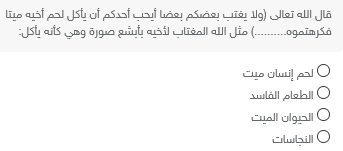 قال الله تعالى (ولا يغتب بعضكم بعضا أيحب أحدكم أن يأكل لحم أخيه ميتا
فكرهتموه..........) مثل الله المغتاب لأخيه بأبشع صورة وهي كأنه يأكل:
لحم إنسان ميت
الطعام الفاسد
الحيوان الميت
النجاسات